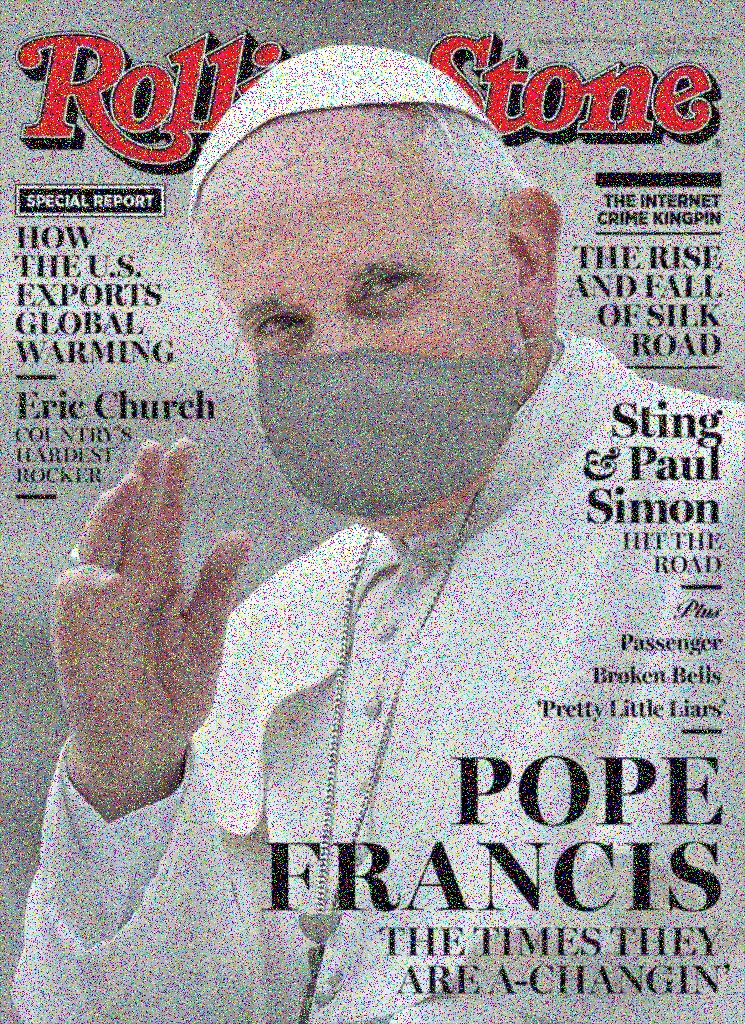 Rolling Stone
SPECIAL REPORT
HOW
THE U.S.
EXPORTS
GLOBAL
WARMING
Eric Church
COUNTRY'S
HARDEST
ROCKER
THE INTERNET
CRIME KINGPIN
THE RISE
AND FALL
OF SILK
ROAD
Sting
& Paul
Simon
HIT THE
ROAD
Plus
Passenger
Broken Bells
'Pretty Little Liars'
POPE
FRANCIS
THE TIMES THEY
ARE A-CHANGIN'